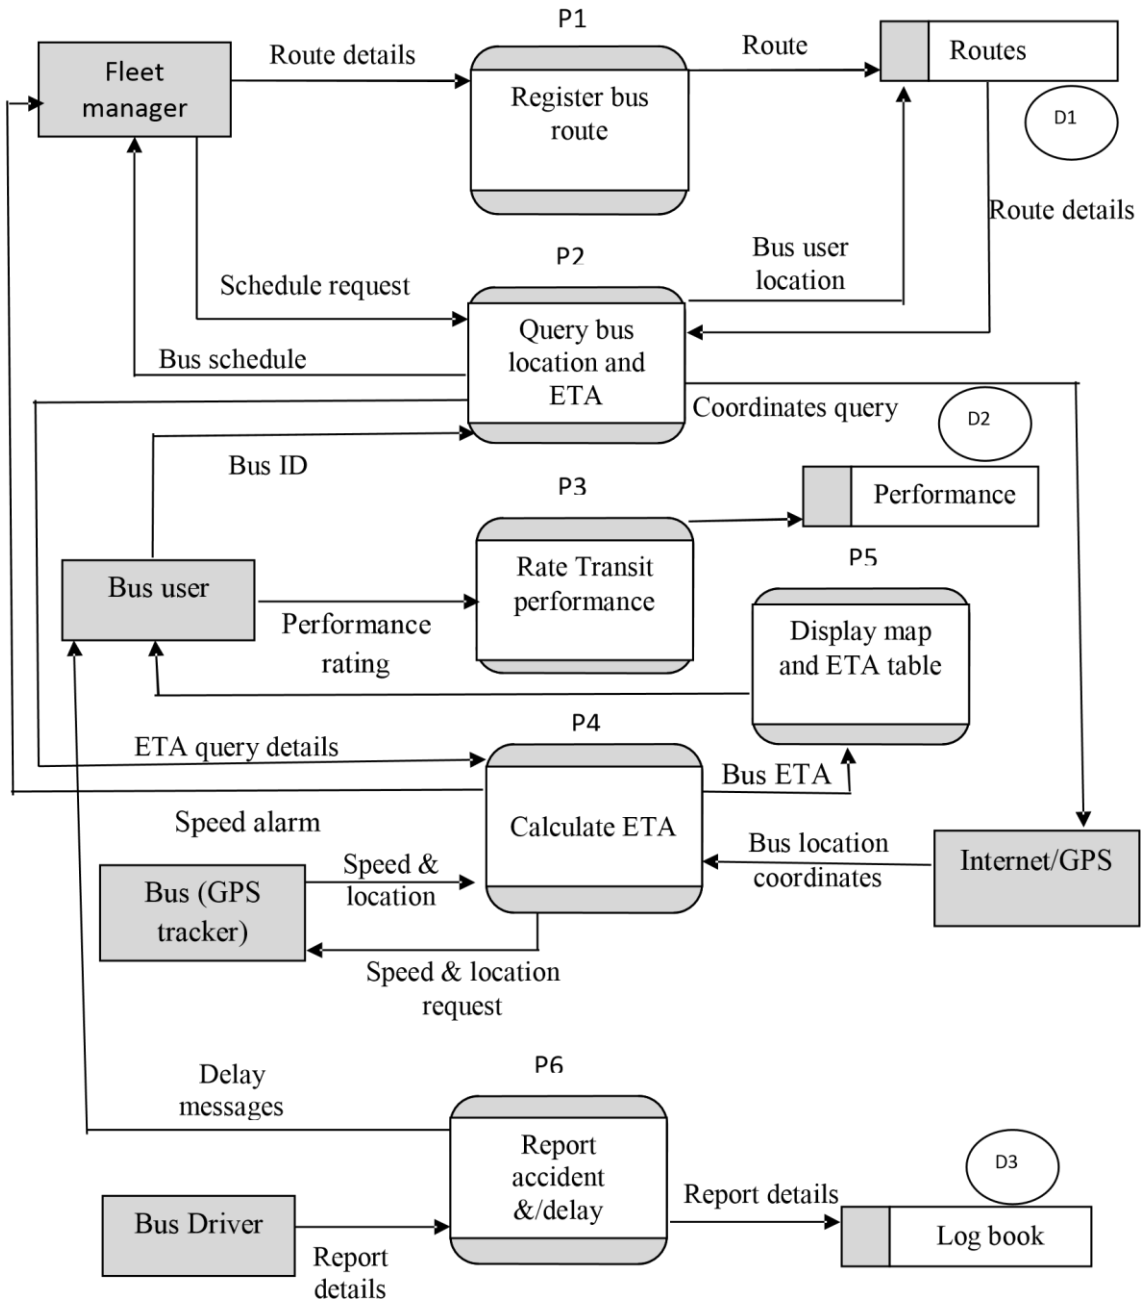 P1
Fleet
manager
Route details
Register bus
route
Route
Routes
D1
Route details
P2
Bus user
location
Schedule request
Query bus
location and
ETA
Bus schedule
Coordinates query
D2
Bus ID
P3
Performance
P5
Bus user
Rate Transit
performance
Performance
rating
Display map
and ETA table
P4
ETA query details
Bus ETA
Speed alarm
Calculate ETA
Bus location
coordinates
Internet/GPS
Speed &
location
Bus (GPS
tracker)
Speed & location
request
P6
Delay
messages
Report
accident
&/delay
D3
Report details
Bus Driver
Log book
Report
details